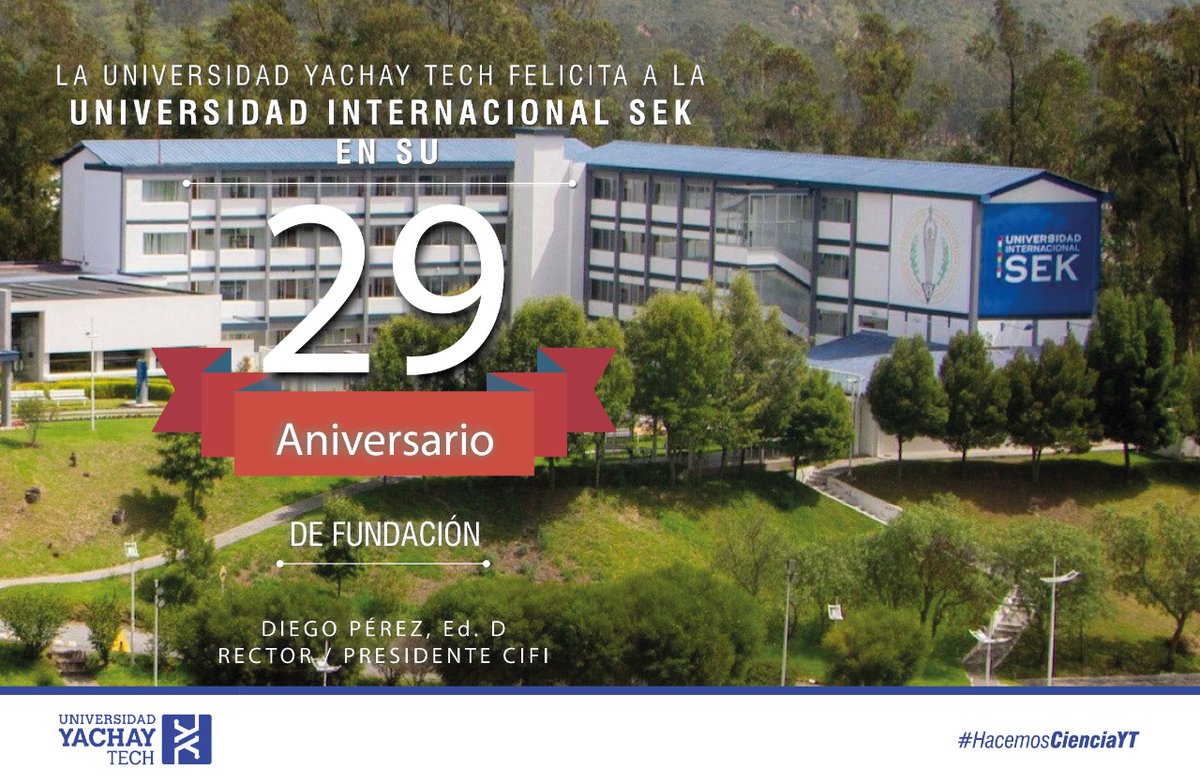 LA UNIVERSIDAD YACHAY TECH FELICITA A LA
UNIVERSIDAD INTERNACIONAL SEK
EN SU
29
Aniversario
DE FUNDACIÓN
DIEGO PÉREZ, Ed. D
RECTOR / PRESIDENTE CIFI
UNIVERSIDAD
INTERNACIONAL
SEK
UNIVERSIDAD
YACHAY
TECH
#HacemosCienciaYT